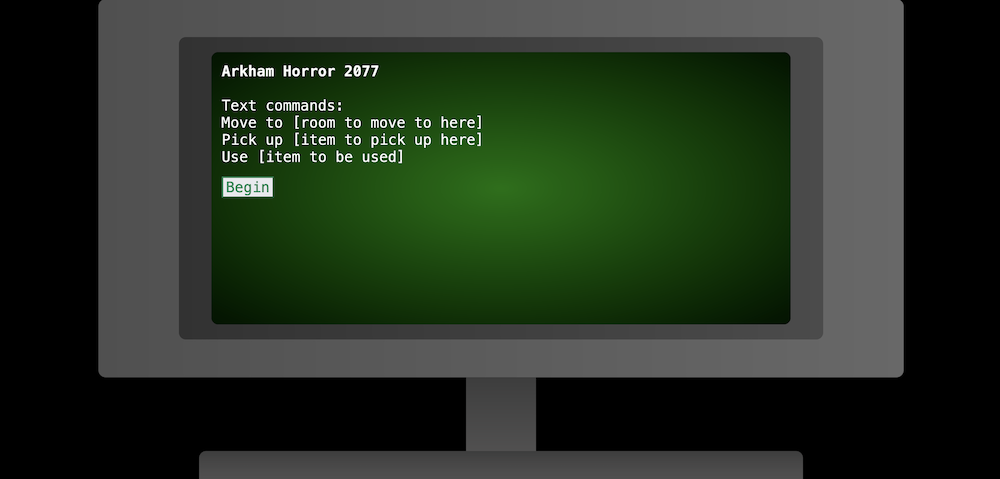 Arkham Horror 2077
Text commands:
Move to [room to move to here]
Pick up [item to pick up here]
Use [item to be used]
Begin